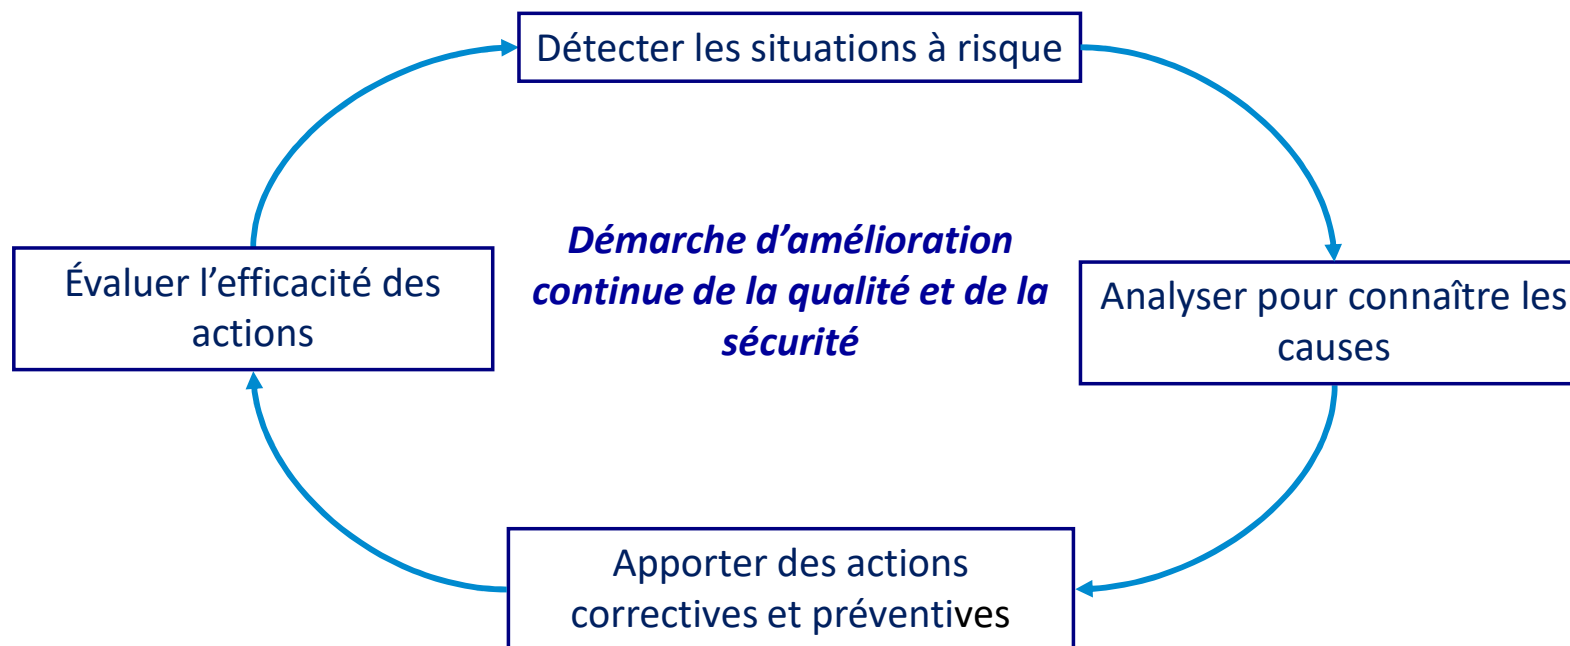 Détecter les situations à risque
Démarche d’amélioration
continue de la qualité et de la
sécurité
Évaluer l’efficacité des
actions
Analyser pour connaître les
causes
Apporter des actions
correctives et préventives